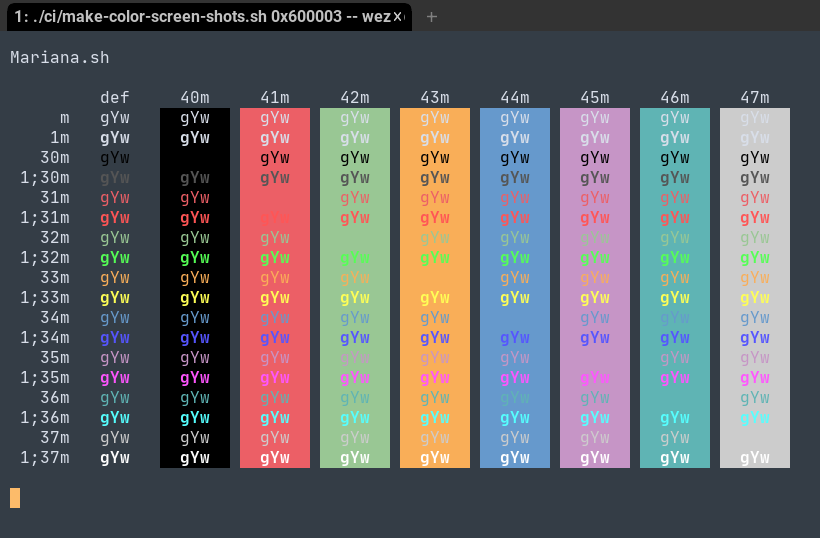 1: ./ci/make-color-screen-shots.sh 0x600003 -- wez× +
Mariana.sh
def 40m 41m 42m 43m 44m 45m 46m 47m
m gYw gYw gYw gYw gYw gYw gYw gYw gYw
1m gYw gYw gYw gYw gYw gYw gYw gYw gYw
30m gYw gYw gYw gYw gYw gYw gYw gYw
1;30m gYw gYw gYw gYw gYw gYw gYw gYw gYw
31m gYw gYw gYw gYw gYw gYw gYw gYw
1;31m gYw gYw gYw gYw gYw gYw gYw gYw
32m gYw gYw gYw gYw gYw gYw gYw gYw
1;32m gYw gYw gYw gYw gYw gYw gYw gYw gYw
33m gYw gYw gYw gYw gYw gYw gYw gYw
1;33m gYw gYw gYw gYw gYw gYw gYw gYw gYw
34m gYw gYw gYw gYw gYw gYw gYw gYw
1;34m gYw gYw gYw gYw gYw gYw gYw gYw gYw
35m gYw gYw gYw gYw gYw gYw gYw gYw
1;35m gYw gYw gYw gYw gYw gYw gYw gYw gYw
36m gYw gYw gYw gYw gYw gYw gYw gYw
1;36m gYw gYw gYw gYw gYw gYw gYw gYw gYw
37m gYw gYw gYw gYw gYw gYw gYw gYw
1;37m gYw gYw gYw gYw gYw gYw gYw gYw gYw